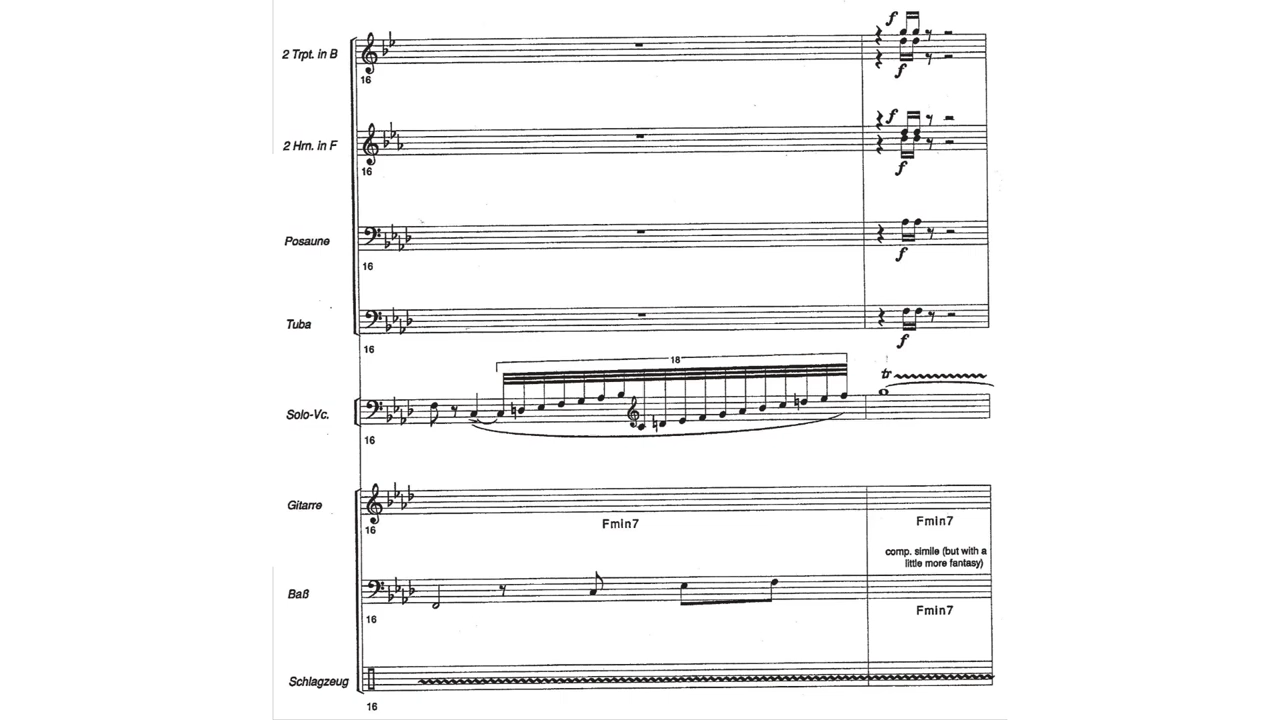 f
2 Trpt. in B
f
16
f
2 Hrn. in F
f
16
Posaune
f
16
Tuba
f
16
18
tr
Solo-Vc.
16
Gitarre
16
Fmin7
Fmin7
comp. simile (but with a
little more fantasy)
Baß
Fmin7
16
Schlagzeug
16